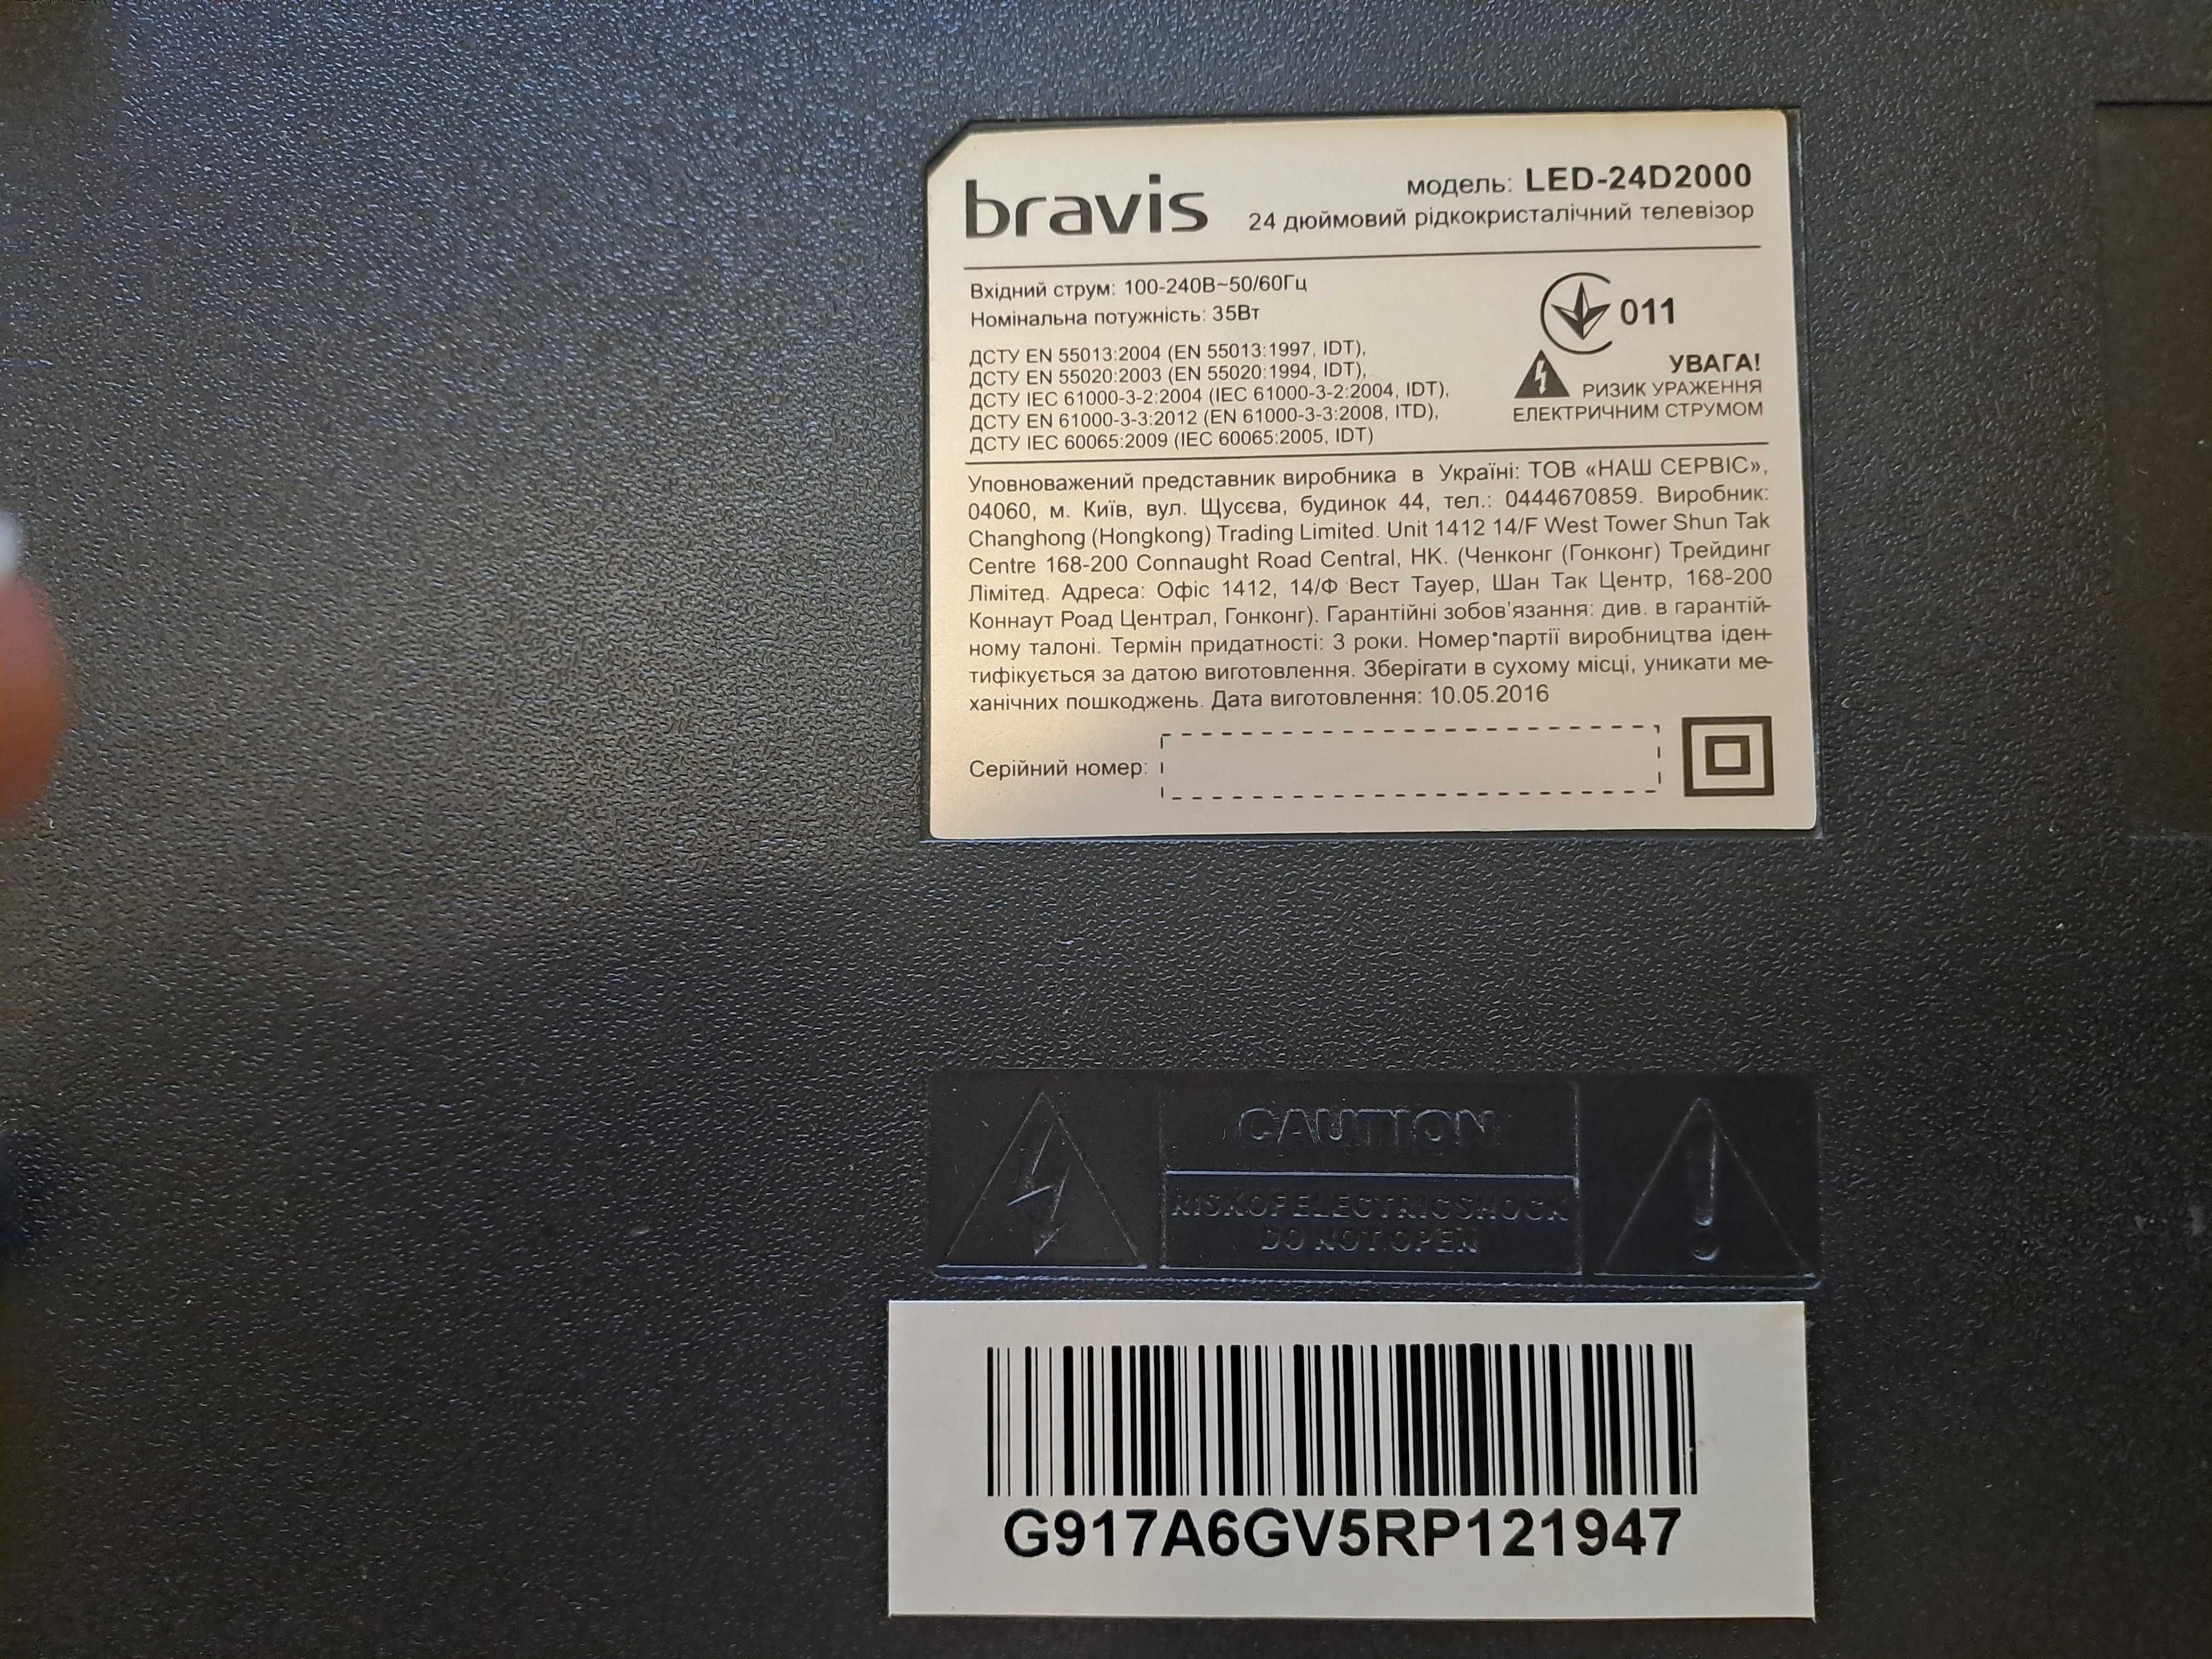 bravis
модель: LED-24D2000
24 дюймовий рідкокристалічний телевізор
Вхідний струм: 100-240В~50/60Гц
Номінальна потужність: 35Вт
ДСТУ EN 55013:2004 (EN 55013:1997, IDT),
ДСТУ EN 55020:2003 (EN 55020:1994, IDT),
ДСТУ IEC 61000-3-2:2004 (IEC 61000-3-2:2004, IDT),
ДСТУ EN 61000-3-3:2012 (EN 61000-3-3:2008, ITD),
ДСТУ IEC 60065:2009 (IEC 60065:2005, IDT)
011
УВАГА!
РИЗИК УРАЖЕННЯ
ЕЛЕКТРИЧНИМ СТРУМОМ
Уповноважений представник виробника в Україні: ТОВ «НАШ СЕРВІС»,
04060, м. Київ, вул. Щусєва, будинок 44, тел.: 0444670859. Виробник:
Changhong (Hongkong) Trading Limited. Unit 1412 14/F West Tower Shun Tak
Centre 168-200 Connaught Road Central, HK. (Ченконг (Гонконг) Трейдинг
Лімітед. Адреса: Офіс 1412, 14/Ф Вест Тауер, Шан Так Центр, 168-200
Коннаут Роад Централ, Гонконг). Гарантійні зобов'язання: див. в гарантій-
ному талоні. Термін придатності: 3 роки. Номер партії виробництва іден-
тифікується за датою виготовлення. Зберігати в сухому місці, уникати ме-
ханічних пошкоджень. Дата виготовлення: 10.05.2016
Серійний номер:
CAUTION
RISK OF ELECTRIC SHOCK
DO NOT OPEN
G917A6GV5RP121947